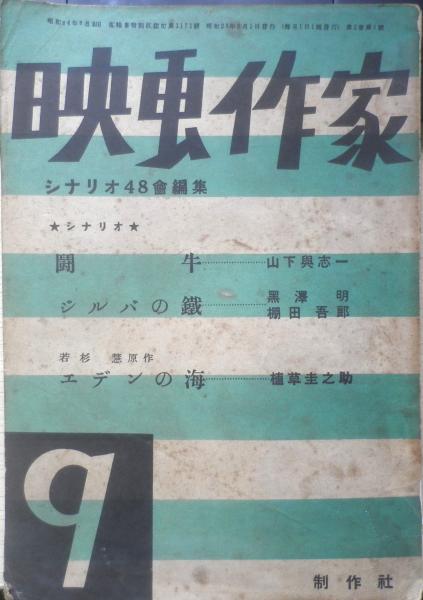 映画作家
シナリオ48會編集
★シナリオ★
闘牛‥‥‥山下與志一
シルバの鐵‥‥‥黒澤明
棚田吾郎
若杉慧原作
エデンの海‥‥‥植草圭之助
9
制作社